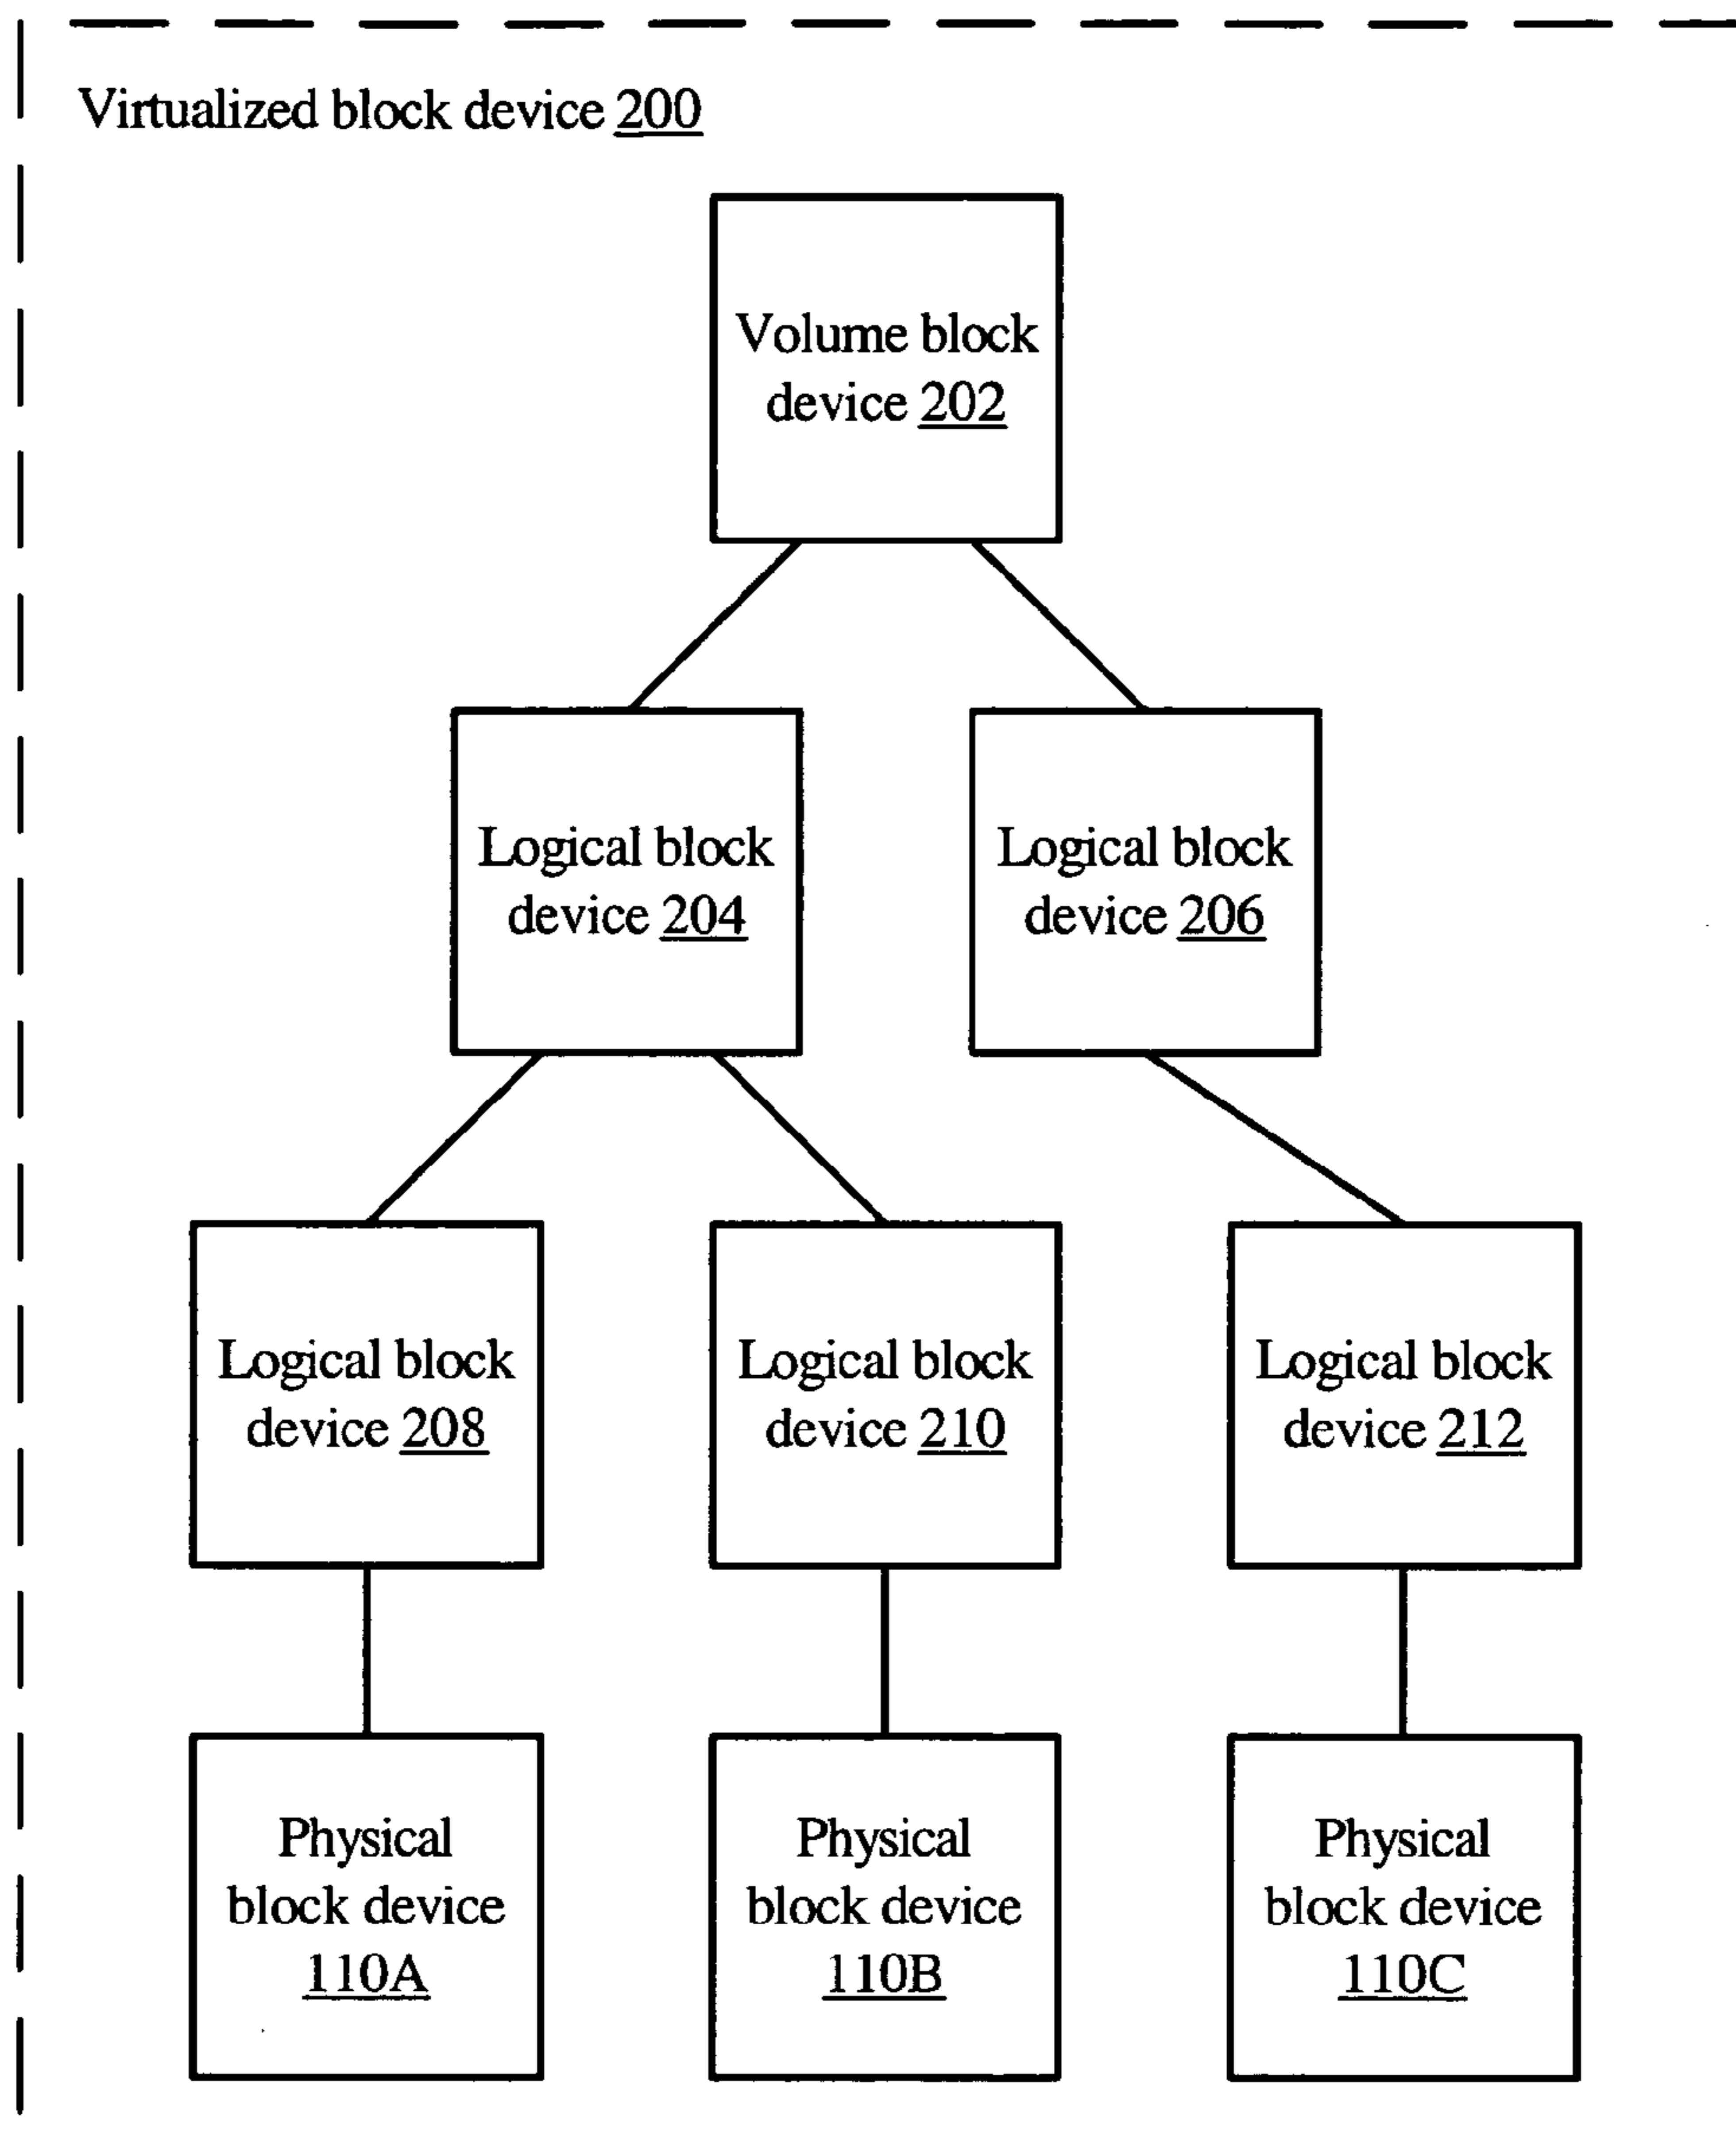 Virtualized block device 200
Volume block
device 202
Logical block
device 204
Logical block
device 206
Logical block
device 208
Logical block
device 210
Logical block
device 212
Physical
block device
110A
Physical
block device
110B
Physical
block device
110C